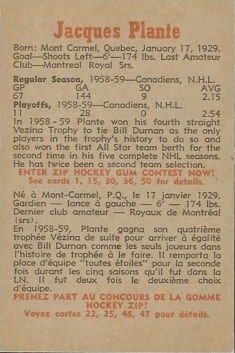 Jacques Plante
Born: Mont Carmel, Quebec, January 17, 1929.
Goal—Shoots Left—6'—174 lbs. Last Amateur
Club—Montreal Royal Srs.
Regular Season, 1958-59—Canadiens, N.H.L.
GP GA SO AVG
67 144 9 2.15
Playoffs, 1958-59—Canadiens, N.H.L.
11 28 0 2.54
In 1958-59 Plante won his fourth straight
Vezina Trophy to tie Bill Durnan as the only
players in the trophy's history to do so and
also won the first All Star team berth for the
second time in his five complete NHL seasons.
He has twice been a second team selection.
ENTER ZIP HOCKEY GUM CONTEST NOW!
See cards 1, 15, 30, 36, 50 for details.
Né à Mont-Carmel, P.Q., le 17 janvier 1929.
Gardien — lance à gauche — 6' — 174 lbs.
Dernier club amateur — Royaux de Montréal
(srs).
En 1958-59, Plante gagna son quatrième
trophée Vézina de suite pour arriver à égalité
avec Bill Durnan comme les seuls joueurs dans
l'histoire de trophée à le faire. Il remporta la
place d'équipe "toutes étoiles" pour la seconde
fois durant les cinq saisons qu'il fut dans la
LN. Il fut deux fois le deuxième choix
d'équipe.
PRENEZ PART AU CONCOURS DE LA GOMME
HOCKEY ZIP!
Voyez cartes 22, 25, 46, 47 pour détails.